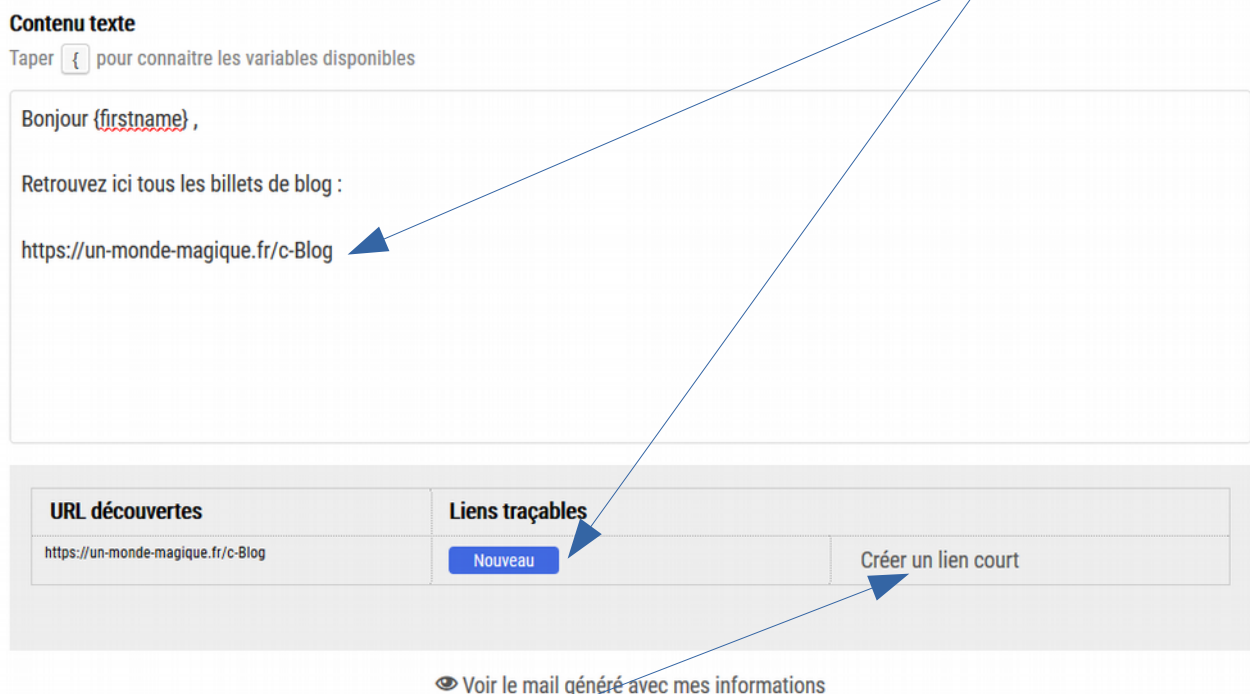 Contenu texte
Taper { pour connaitre les variables disponibles
Bonjour {firstname} ,
Retrouvez ici tous les billets de blog :
https://un-monde-magique.fr/c-Blog
URL découvertes Liens traçables
https://un-monde-magique.fr/c-Blog Nouveau Créer un lien court
Voir le mail généré avec mes informations